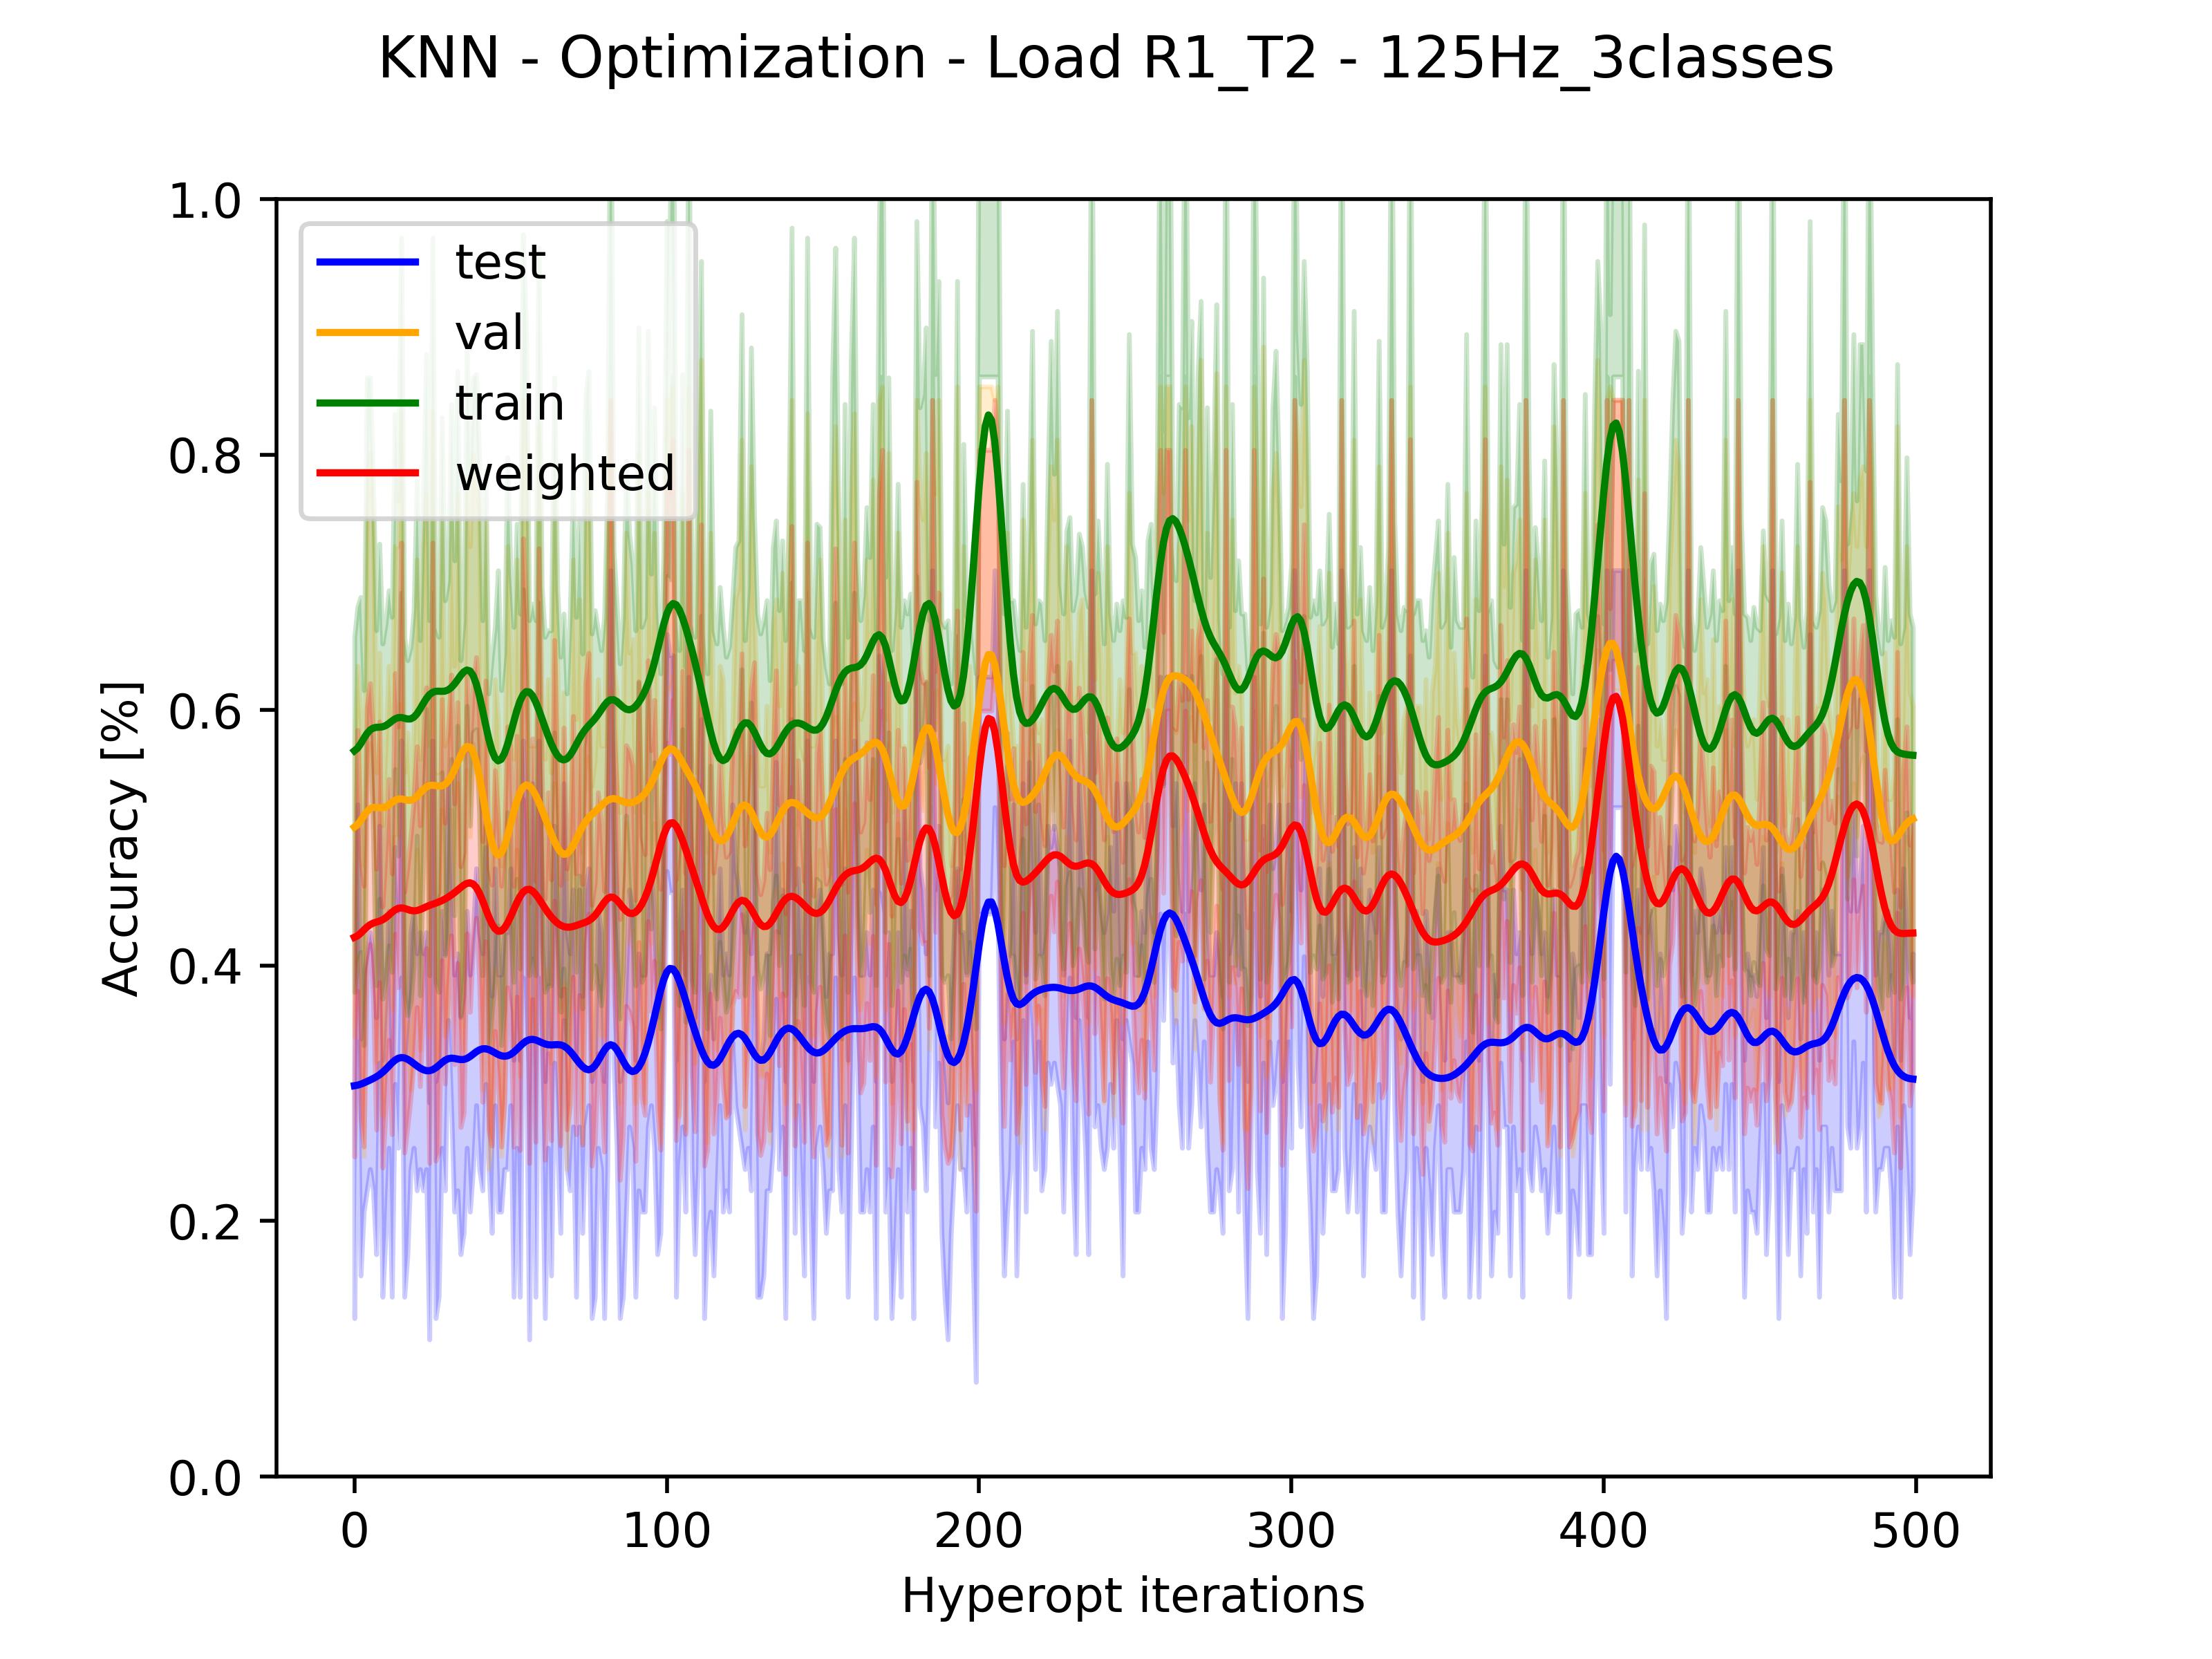 KNN - Optimization - Load R1_T2 - 125Hz_3classes
1.0
0.8
0.6
0.4
0.2
0.0
Accuracy [%]
test
val
train
weighted
0 100 200 300 400 500
Hyperopt iterations